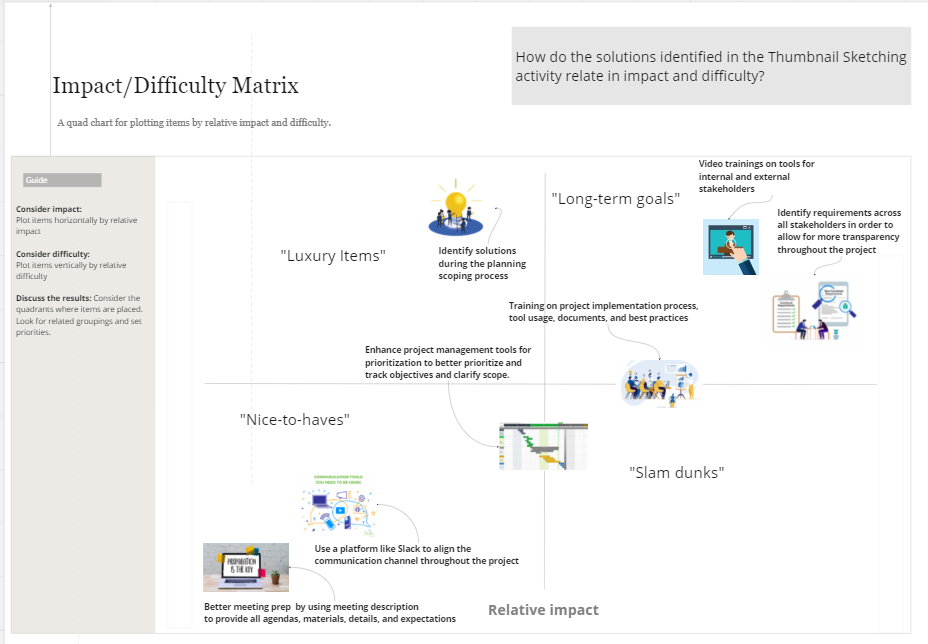 How do the solutions identified in the Thumbnail Sketching
activity relate in impact and difficulty?
Impact/Difficulty Matrix
A quad chart for plotting items by relative impact and difficulty.
Guide
Consider impact:
Plot items horizontally by relative
impact
Consider difficulty:
Plot items vertically by relative
difficulty
Discuss the results: Consider the
quadrants where items are placed.
Look for related groupings and set
priorities.
"Luxury Items"
Identify solutions
during the planning
scoping process
"Long-term goals"
Video trainings on tools for
internal and external
stakeholders
Identify requirements across
all stakeholders in order to
allow for more transparency
throughout the project
Training on project implementation process,
tool usage, documents, and best practices
Enhance project management tools for
prioritization to better prioritize and
track objectives and clarify scope.
"Nice-to-haves"
"Slam dunks"
COMMUNICATION TOOLS
YOU NEED TO BE USING
Use a platform like Slack to align the
communication channel throughout the project
PREPARATION
IS THE KEY
Better meeting prep by using meeting description
to provide all agendas, materials, details, and expectations
Relative impact